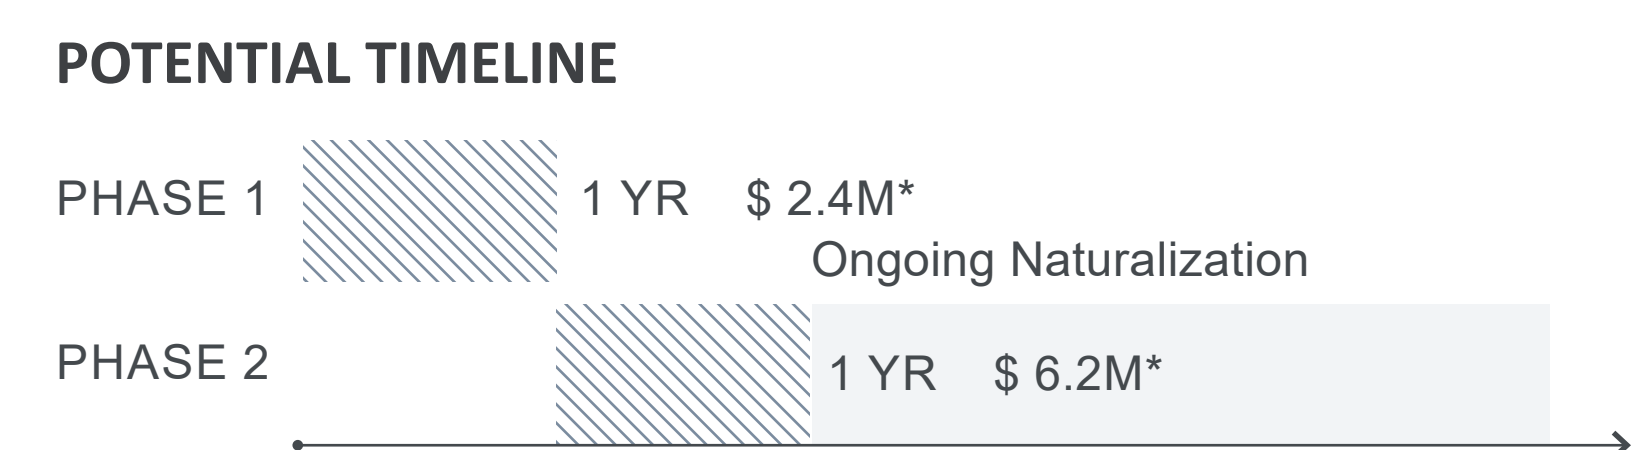 POTENTIAL TIMELINE
PHASE 1 1 YR $ 2.4M*
Ongoing Naturalization
PHASE 2 1 YR $ 6.2M*